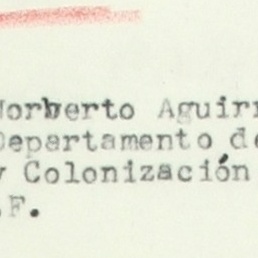 Norberto Aguirr
Departamento de
y Colonización
.F.